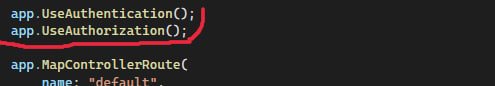 app.UseAuthentication();
app.UseAuthorization();
app.MapControllerRoute(
name: "default",